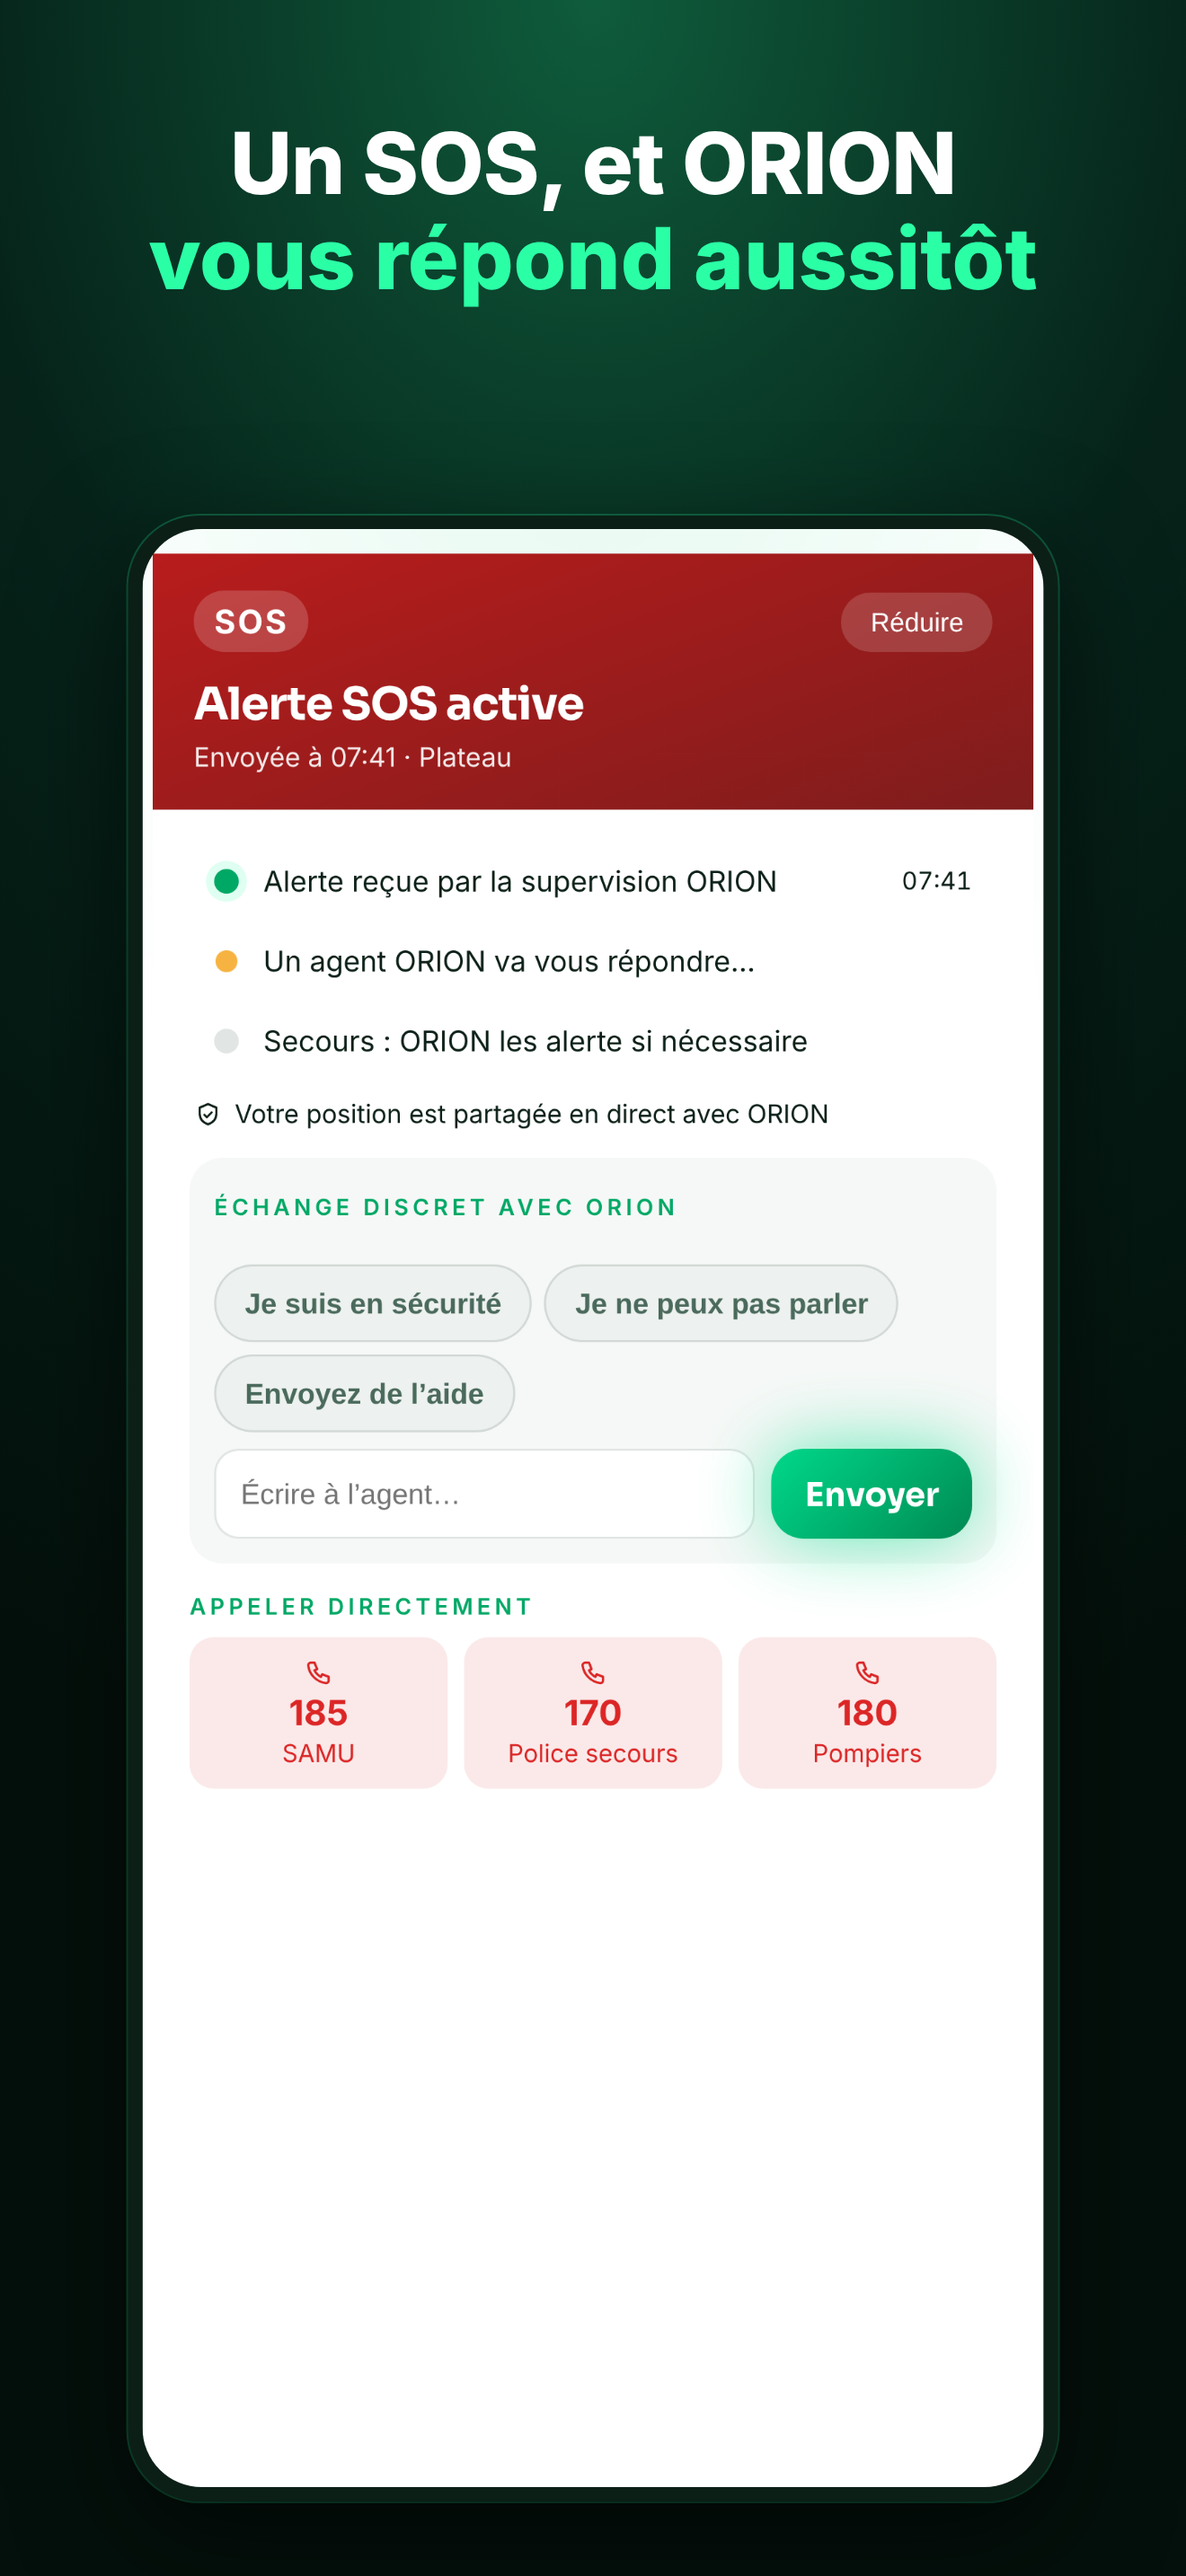 Un SOS, et ORION
vous répond aussitôt
SOS
Réduire
Alerte SOS active
Envoyée à 07:41 · Plateau
Alerte reçue par la supervision ORION 07:41
Un agent ORION va vous répondre...
Secours : ORION les alerte si nécessaire
Votre position est partagée en direct avec ORION
ÉCHANGE DISCRET AVEC ORION
Je suis en sécurité
Je ne peux pas parler
Envoyez de l’aide
Écrire à l’agent…
Envoyer
APPELER DIRECTEMENT
185
SAMU
170
Police secours
180
Pompiers